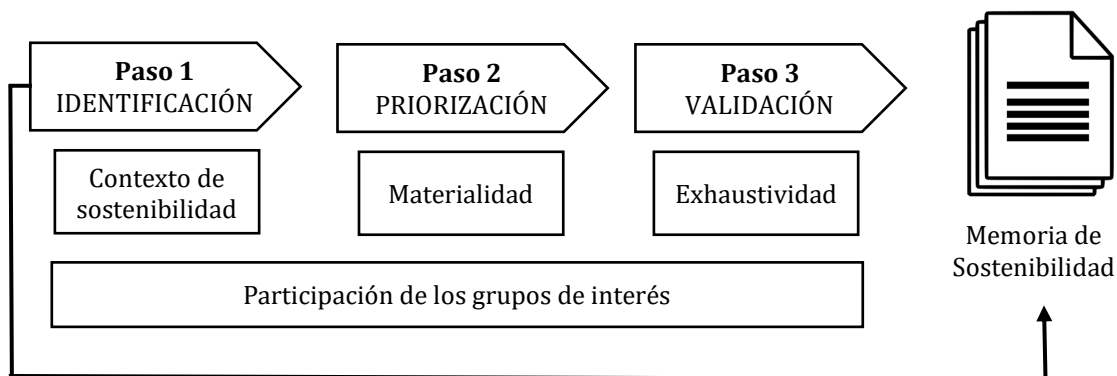 Paso 1
IDENTIFICACIÓN
Paso 2
PRIORIZACIÓN
Paso 3
VALIDACIÓN
Contexto de
sostenibilidad
Materialidad
Exhaustividad
Participación de los grupos de interés
Memoria de
Sostenibilidad